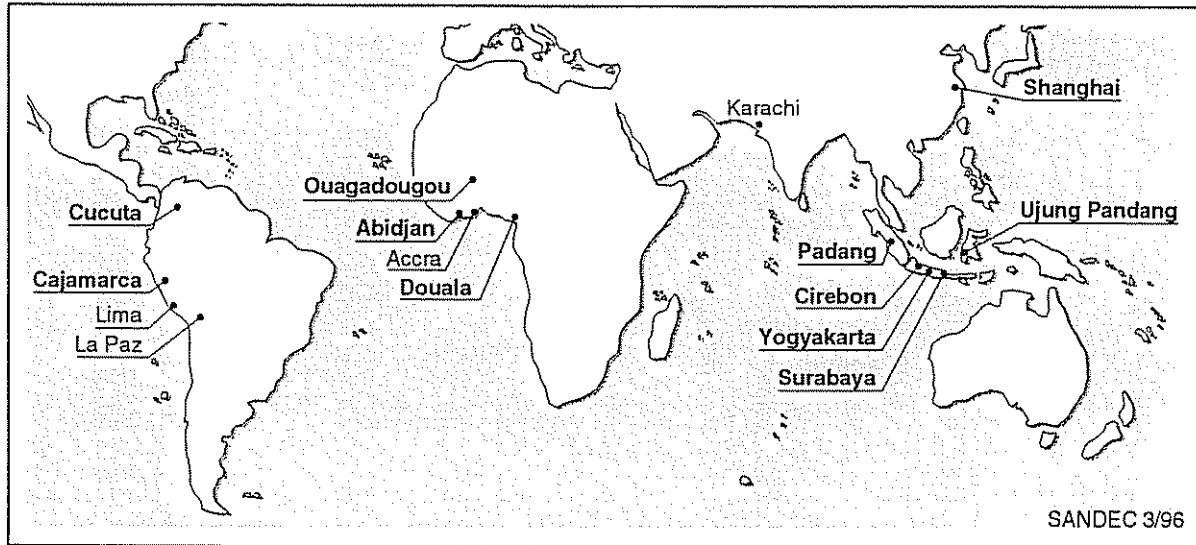 Shanghai
Karachi
Ouagadougou
Cucuta
Abidjan
Ujung Pandang
Accra
Padang
Cajamarca
Douala
Cirebon
Lima
La Paz
Yogyakarta
Surabaya
SANDEC 3/96